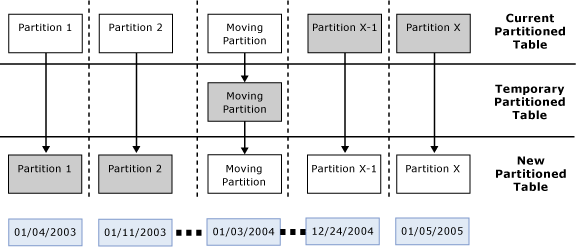 Partition 1 Partition 2 Moving Partition X-1 Partition X Current
Partition Partitioned
Table
Moving Temporary
Partition Partitioned
Table
Partition 1 Partition 2 Moving Partition X-1 Partition X New
Partition Partitioned
Table
01/04/2003 01/11/2003 01/03/2004 12/24/2004 01/05/2005